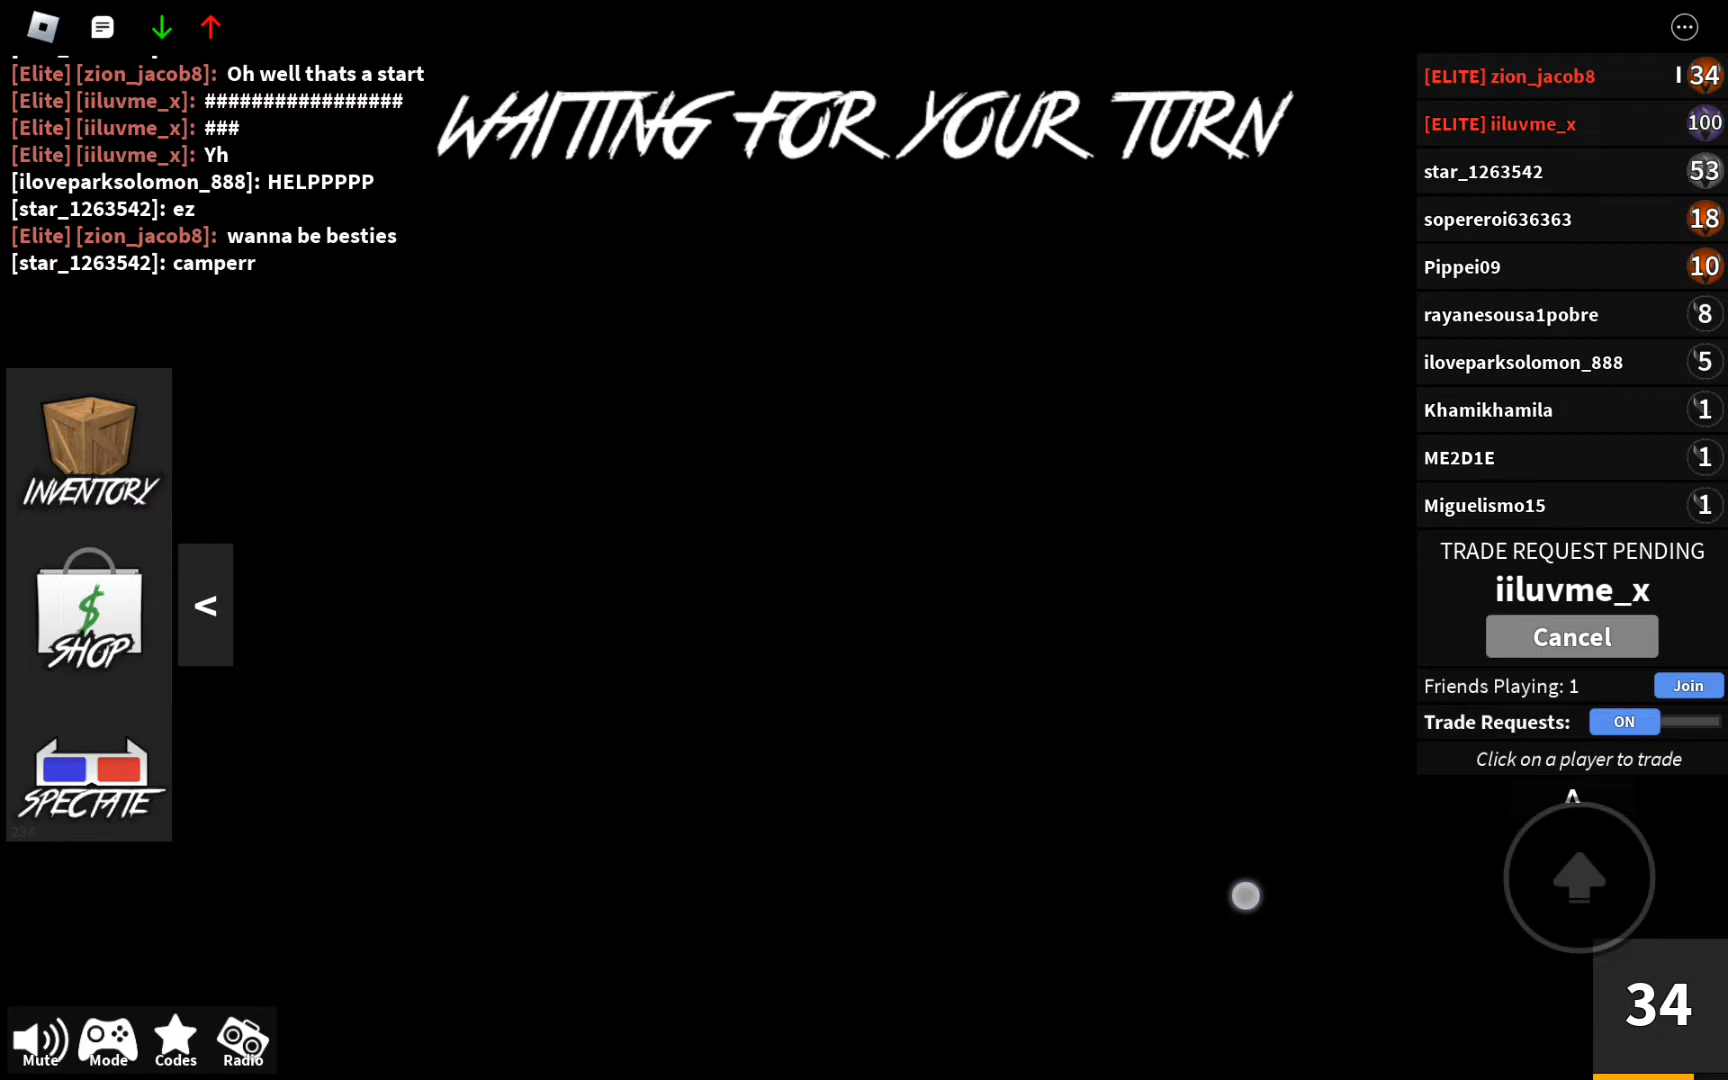 [Elite] [zion_jacob8]: Oh well thats a start
[Elite] [iiluvme_x]: #################
[Elite] [iiluvme_x]: ###
[Elite] [iiluvme_x]: Yh
[iloveparksolomon_888]: HELPPPPP
[star_1263542]: ez
[Elite] [zion_jacob8]: wanna be besties
[star_1263542]: camperr
WAITING FOR YOUR TURN
[ELITE] zion_jacob8 I 34
[ELITE] iiluvme_x 100
star_1263542 53
sopereroi636363 18
Pippei09 10
rayanesousa1pobre 8
iloveparksolomon_888 5
Khamikhamila 1
ME2D1E 1
Miguelismo15 1
TRADE REQUEST PENDING
iiluvme_x
Cancel
Friends Playing: 1 Join
Trade Requests: ON
Click on a player to trade
^
INVENTORY
$
SHOP
<
SPECTATE
234
Mute Mode Codes Radio
34